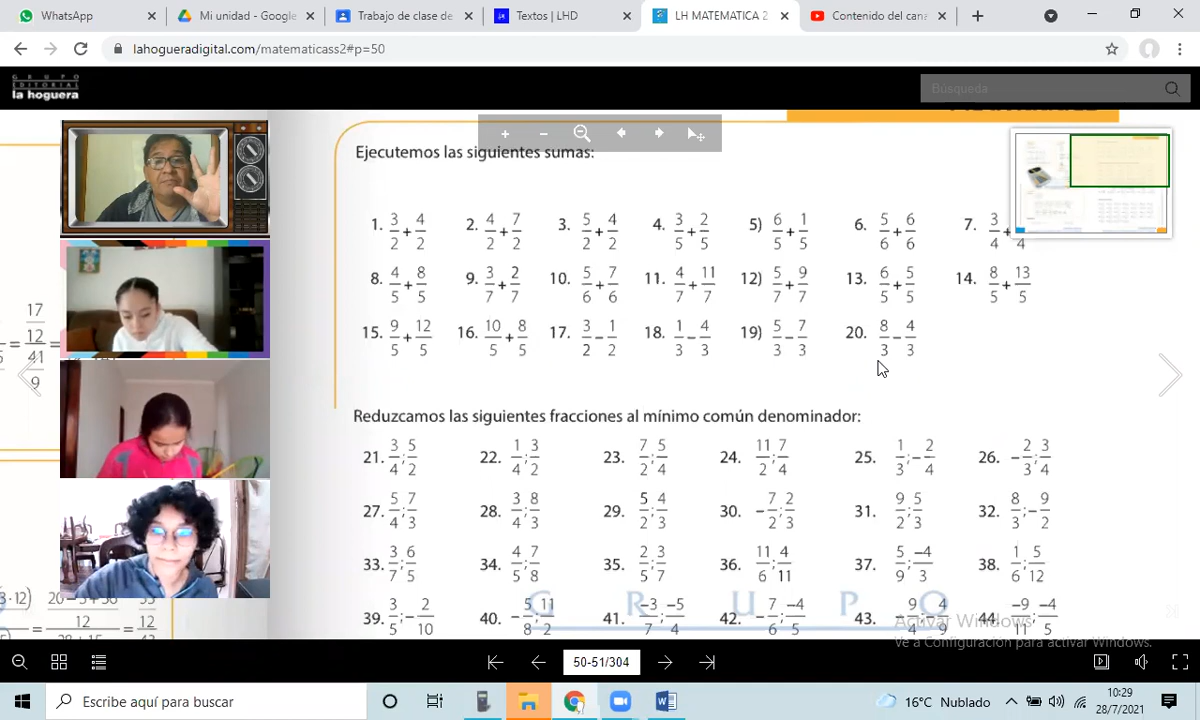 WhatsApp
Mi unidad - Google
Trabajo de clase de
Textos | LHD
LH MATEMATICA 2
Contenido del cana
lahogueradigital.com/matematicass2#p=50
GRUPO
EDITORIAL
la hoguera
Búsqueda
Ejecutemos las siguientes sumas:
1. 3/2 + 4/2 2. 4/2 + 7/2 3. 5/2 + 4/2 4. 3/5 + 2/5 5) 6/5 + 1/5 6. 5/6 + 6/6 7. 3/4 + /4
8. 4/5 + 8/5 9. 3/7 + 2/7 10. 5/6 + 7/6 11. 4/7 + 11/7 12) 5/7 + 9/7 13. 6/5 + 5/5 14. 8/5 + 13/5
15. 9/5 + 12/5 16. 10/5 + 8/5 17. 3/2 - 1/2 18. 1/3 - 4/3 19) 5/3 - 7/3 20. 8/3 - 4/3
17/12
= 41/9
Reduzcamos las siguientes fracciones al mínimo común denominador:
21. 3/4 ; 5/2 22. 1/4 ; 3/2 23. 7/2 ; 5/4 24. 11/2 ; 7/4 25. 1/3 ; -2/4 26. -2/3 ; 3/4
27. 5/4 ; 7/3 28. 3/4 ; 8/3 29. 5/2 ; 4/3 30. -7/2 ; 2/3 31. 9/2 ; 5/3 32. 8/3 ; -9/2
33. 3/7 ; 6/5 34. 4/5 ; 7/8 35. 2/5 ; 3/7 36. 11/6 ; 4/11 37. 5/9 ; -4/3 38. 1/6 ; 5/12
39. 3/5 ; -2/10 40. -5/8 ; 11/2 41. -3/7 ; -5/4 42. -7/6 ; -4/5 43. -9/4 ; -4/9 44. -9/11 ; -4/5
GRUPO
Activar Windows
Ve a Configuración para activar Windows.
50-51/304
Escribe aquí para buscar
16°C Nublado
10:29
28/7/2021